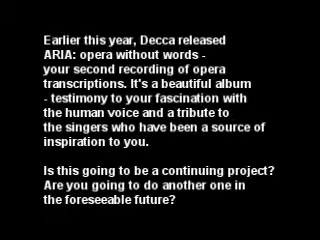 Earlier this year, Decca released
ARIA: opera without words -
your second recording of opera
transcriptions. It's a beautiful album
- testimony to your fascination with
the human voice and a tribute to
the singers who have been a source of
inspiration to you.
Is this going to be a continuing project?
Are you going to do another one in
the foreseeable future?